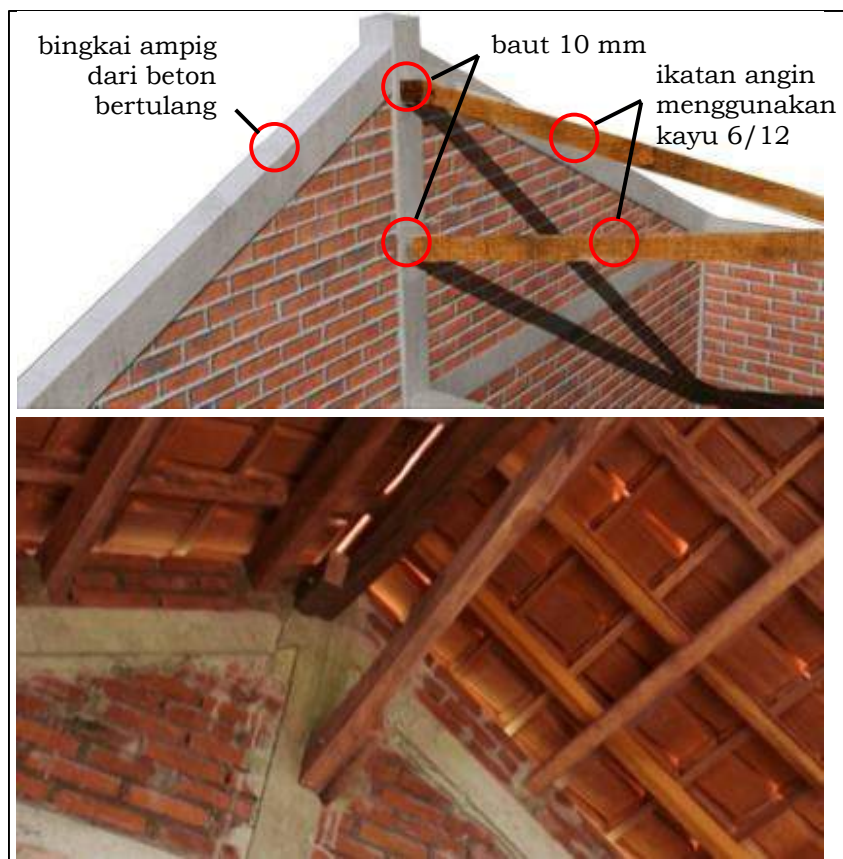 bingkai ampig
dari beton
bertulang
baut 10 mm
ikatan angin
menggunakan
kayu 6/12